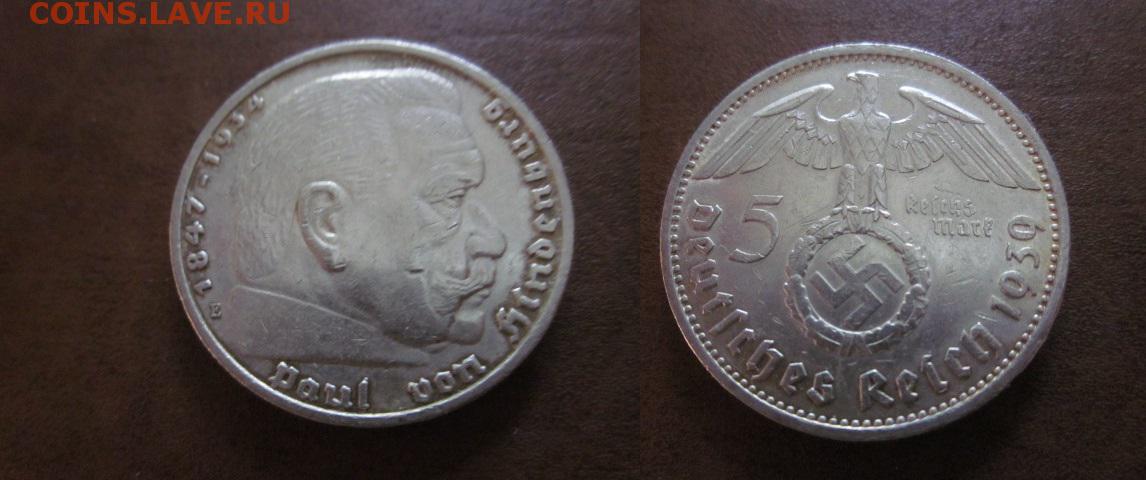 COINS.LAVE.RU
1847-1934
E
Paul von Hindenburg
5
Reichs
Mark
Deutsches Reich 1939